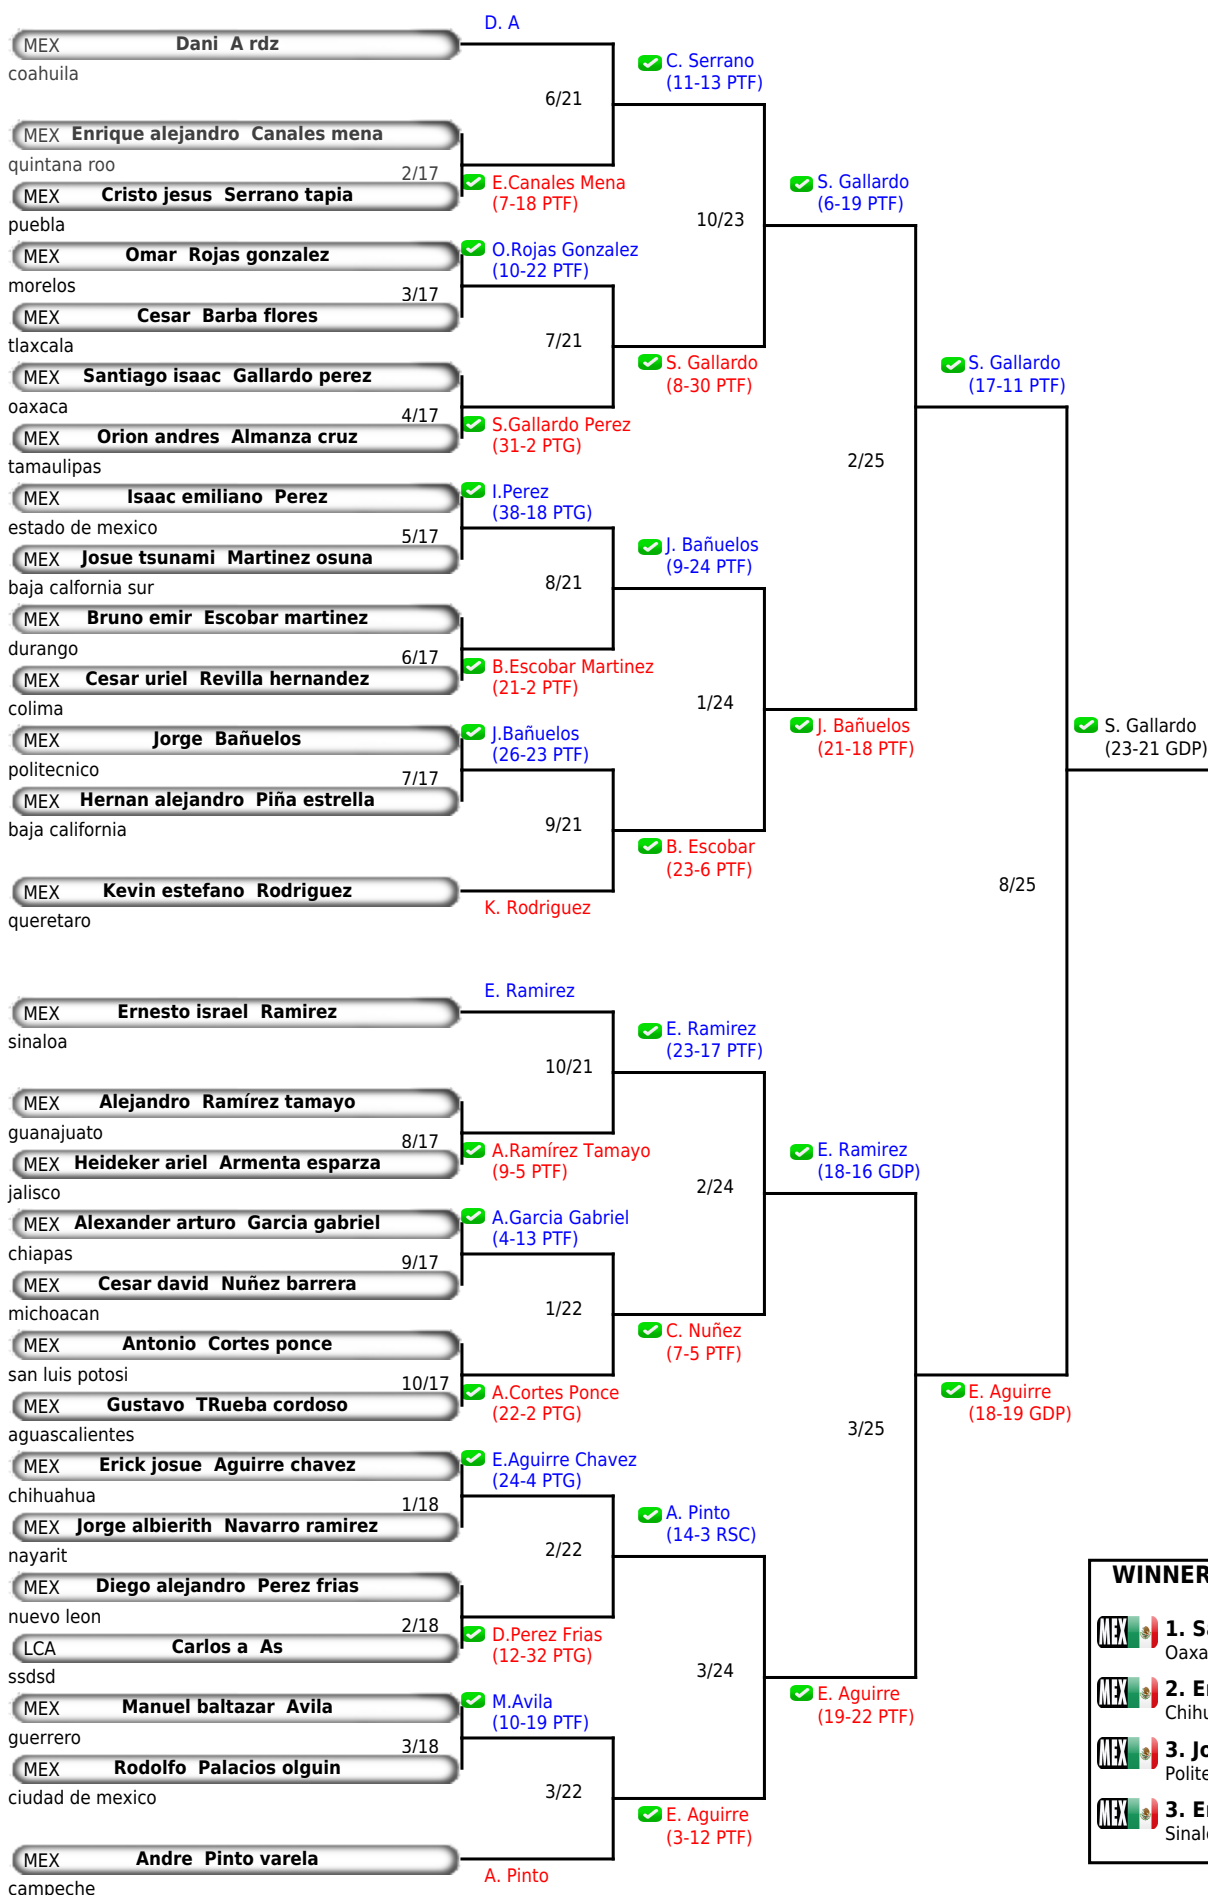 D. A
MEX Dani A rdz
coahuila
C. Serrano
(11-13 PTF)
6/21
MEX Enrique alejandro Canales mena
quintana roo
2/17
E.Canales Mena
(7-18 PTF)
MEX Cristo jesus Serrano tapia
puebla
S. Gallardo
(6-19 PTF)
10/23
MEX Omar Rojas gonzalez
morelos
3/17
O.Rojas Gonzalez
(10-22 PTF)
MEX Cesar Barba flores
tlaxcala
7/21
S. Gallardo
(8-30 PTF)
S. Gallardo
(17-11 PTF)
MEX Santiago isaac Gallardo perez
oaxaca
4/17
S.Gallardo Perez
(31-2 PTG)
MEX Orion andres Almanza cruz
tamaulipas
2/25
MEX Isaac emiliano Perez
estado de mexico
5/17
I.Perez
(38-18 PTG)
MEX Josue tsunami Martinez osuna
baja calfornia sur
J. Bañuelos
(9-24 PTF)
8/21
MEX Bruno emir Escobar martinez
durango
6/17
B.Escobar Martinez
(21-2 PTF)
MEX Cesar uriel Revilla hernandez
colima
1/24
J. Bañuelos
(21-18 PTF)
S. Gallardo
(23-21 GDP)
MEX Jorge Bañuelos
politecnico
7/17
J.Bañuelos
(26-23 PTF)
MEX Hernan alejandro Piña estrella
baja california
9/21
B. Escobar
(23-6 PTF)
8/25
MEX Kevin estefano Rodriguez
queretaro
K. Rodriguez
E. Ramirez
MEX Ernesto israel Ramirez
sinaloa
E. Ramirez
(23-17 PTF)
10/21
MEX Alejandro Ramírez tamayo
guanajuato
8/17
A.Ramírez Tamayo
(9-5 PTF)
MEX Heideker ariel Armenta esparza
jalisco
E. Ramirez
(18-16 GDP)
2/24
MEX Alexander arturo Garcia gabriel
chiapas
9/17
A.Garcia Gabriel
(4-13 PTF)
MEX Cesar david Nuñez barrera
michoacan
1/22
C. Nuñez
(7-5 PTF)
MEX Antonio Cortes ponce
san luis potosi
10/17
A.Cortes Ponce
(22-2 PTG)
E. Aguirre
(18-19 GDP)
MEX Gustavo TRueba cordoso
aguascalientes
3/25
MEX Erick josue Aguirre chavez
chihuahua
1/18
E.Aguirre Chavez
(24-4 PTG)
MEX Jorge albierith Navarro ramirez
nayarit
A. Pinto
(14-3 RSC)
2/22
MEX Diego alejandro Perez frias
nuevo leon
2/18
D.Perez Frias
(12-32 PTG)
LCA Carlos a As
ssdsd
3/24
E. Aguirre
(19-22 PTF)
MEX Manuel baltazar Avila
guerrero
3/18
M.Avila
(10-19 PTF)
MEX Rodolfo Palacios olguin
ciudad de mexico
3/22
E. Aguirre
(3-12 PTF)
MEX Andre Pinto varela
campeche
A. Pinto
WINNER
MEX 1. Sa
Oaxa
MEX 2. Er
Chihu
MEX 3. Jo
Polite
MEX 3. Er
Sinalo